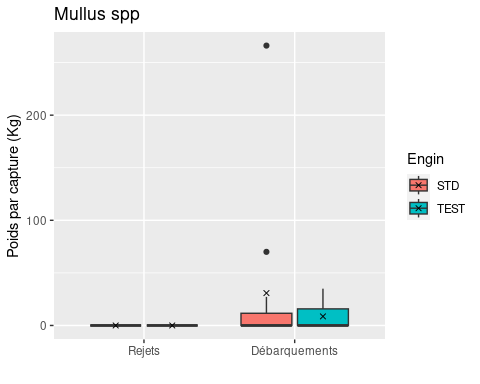 Mullus spp
Poids par capture (Kg)
200
100
0
Rejets
Débarquements
Engin
STD
TEST